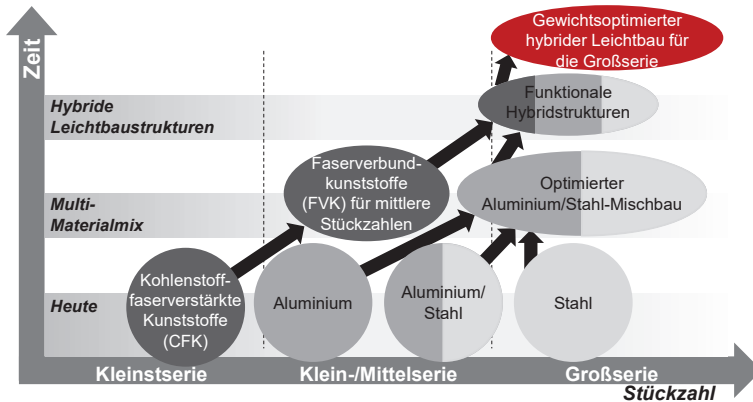 Zeit
Gewichtsoptimierter
hybrider Leichtbau für
die Großserie
Hybride
Leichtbaustrukturen
Funktionale
Hybridstrukturen
Multi-
Materialmix
Faserverbund-
kunststoffe
(FVK) für mittlere
Stückzahlen
Optimierter
Aluminium/Stahl-Mischbau
Heute
Kohlenstoff-
faserverstärkte
Kunststoffe
(CFK)
Aluminium
Aluminium/
Stahl
Stahl
Kleinstserie
Klein-/Mittelserie
Großserie
Stückzahl